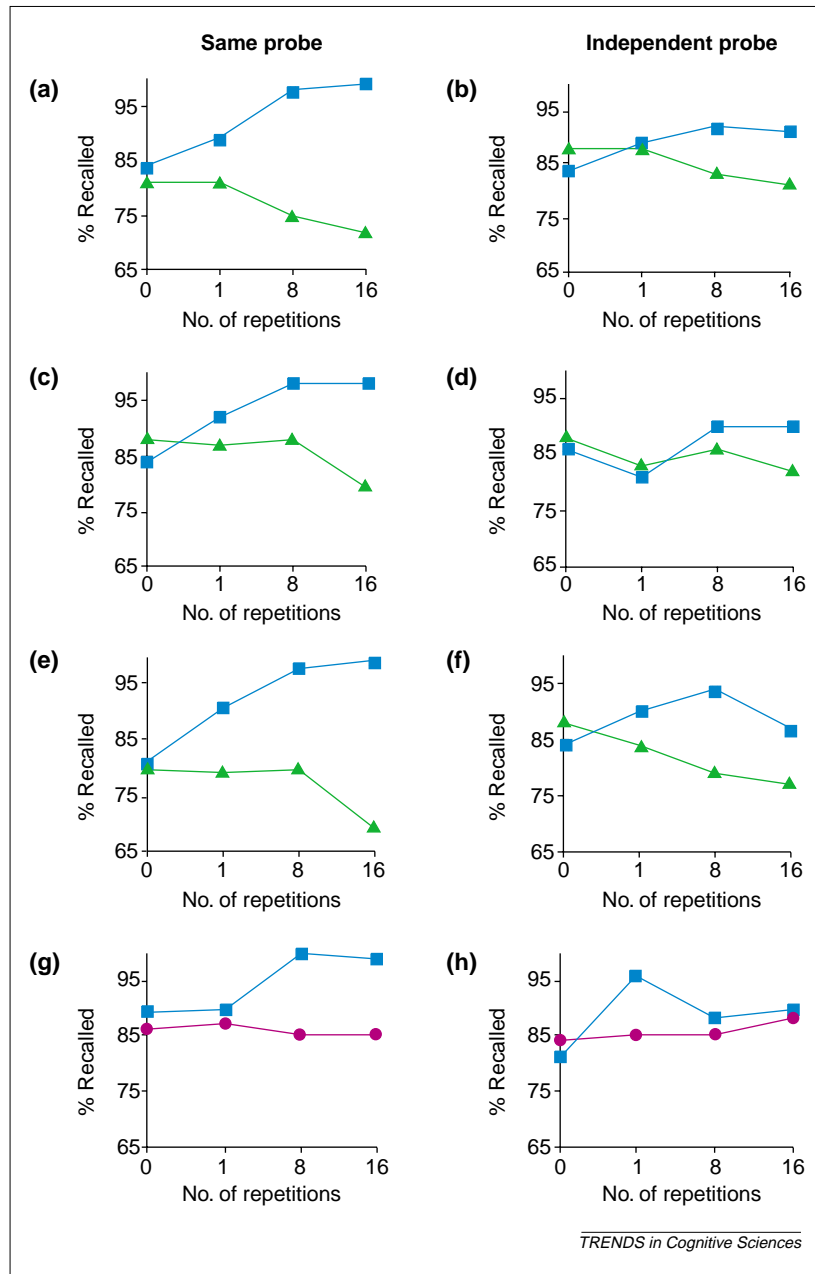 Same probe Independent probe
(a) (b)
95 95
85 85
75 75
65 65
% Recalled % Recalled
0 1 8 16 0 1 8 16
No. of repetitions No. of repetitions
(c) (d)
95 95
85 85
75 75
65 65
% Recalled % Recalled
0 1 8 16 0 1 8 16
No. of repetitions No. of repetitions
(e) (f)
95 95
85 85
75 75
65 65
% Recalled % Recalled
0 1 8 16 0 1 8 16
No. of repetitions No. of repetitions
(g) (h)
95 95
85 85
75 75
65 65
% Recalled % Recalled
0 1 8 16 0 1 8 16
No. of repetitions No. of repetitions
TRENDS in Cognitive Sciences